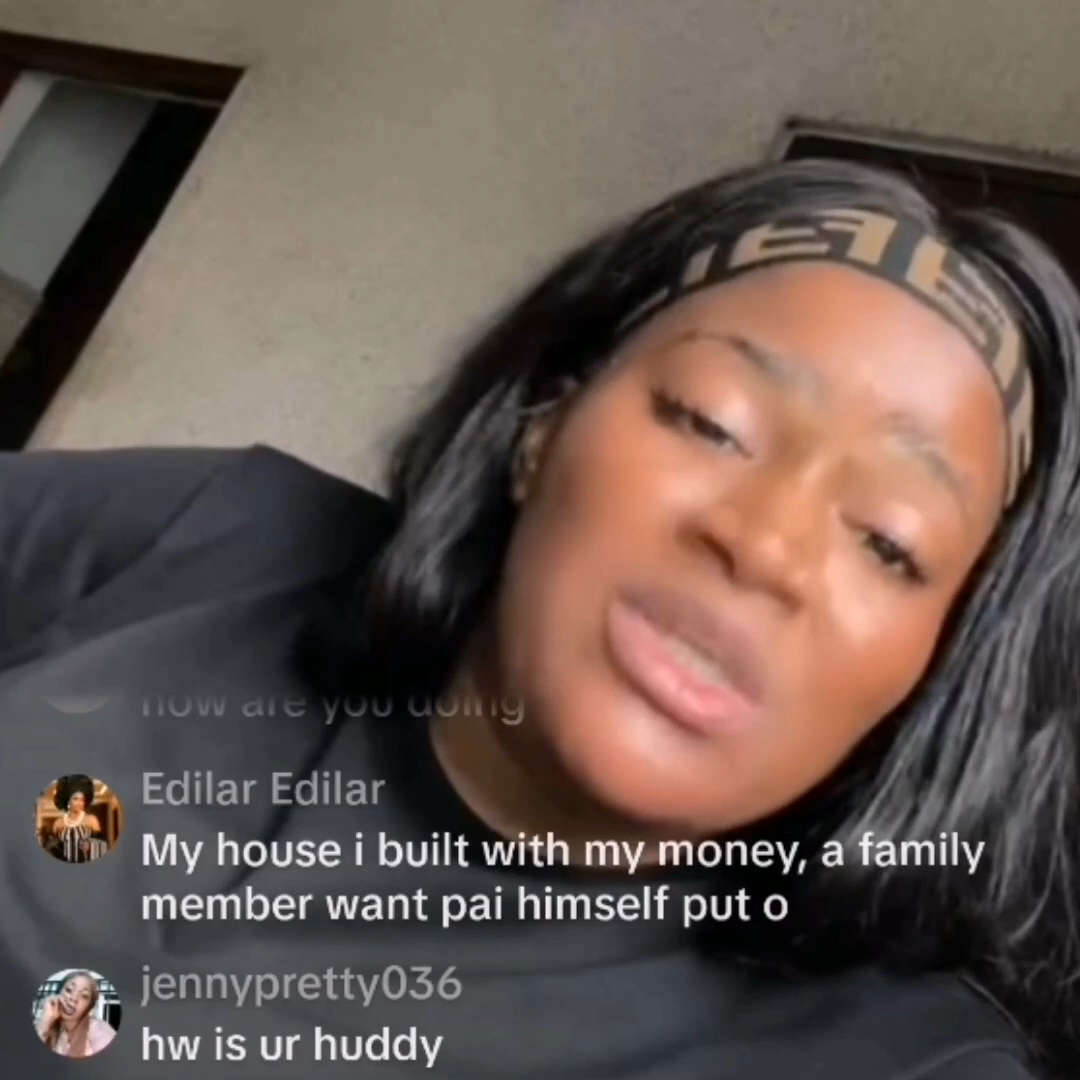 now are you doing
Edilar Edilar
My house i built with my money, a family
member want pai himself put o
jennypretty036
hw is ur huddy